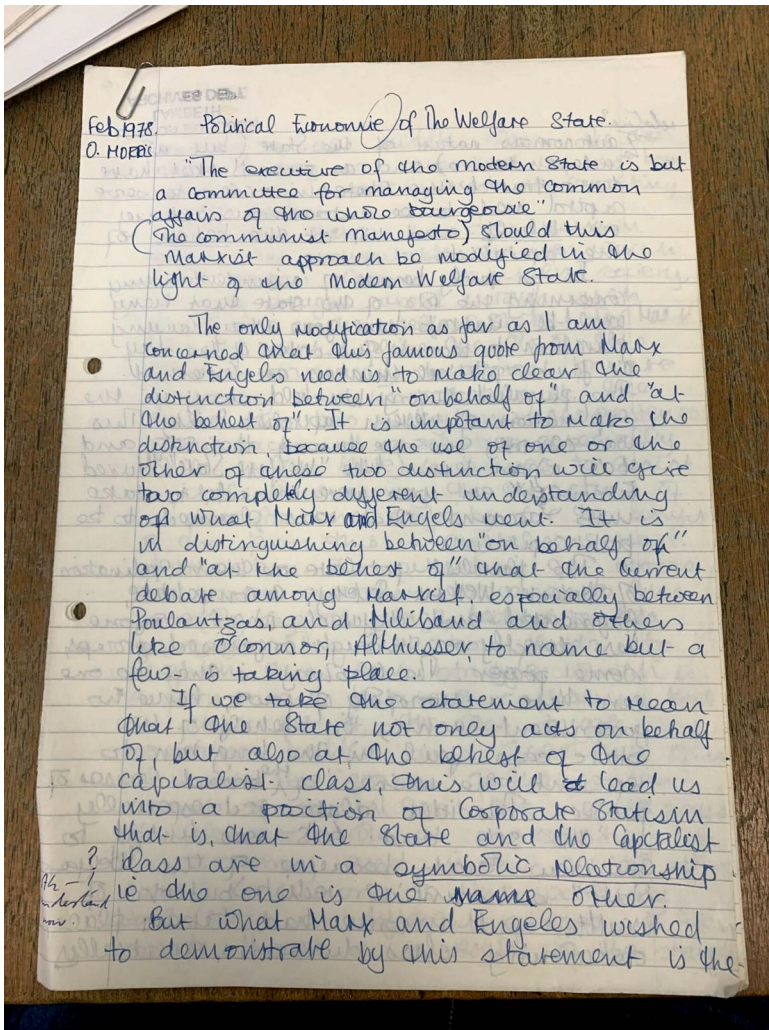 Feb 1978. Political Economie of The Welfare State.
O. MORRIS
"The executive of the modern State is but
a committee for managing the common
affairs of the whole bourgeoisie"
(The communist Manefesto) Should this
Marxist approach be modified in the
light of the Modern Welfare State.
The only modification as far as I am
concerned that this famous quote from Marx
and Engels need is to make clear the
distinction between "on behalf of" and "at
the behest of". It is impotant to make the
distinction, because the use of one or the
other of these two distinction will give
two completly different understanding
of what Marx and Engels ment. It is
in distinguishing between "on behalf of"
and "at the behest of" that the current
debate among Marxist, especially between
Poulantzas, and Miliband and others
like O'Connor, Althusser, to name but a
few - is taking place.
If we take the statement to mean
that the State not only acts on behalf
of, but also at the behest of the
capitalist class, this will lead us
into a position of Corporate Statism
that is, that the State and the Capitalist
Class are in a symbolic relationship
?
Ah - I
understand
now.
ie the one is the same other.
But what Marx and Engeles wished
to demonstrate by this statement is the